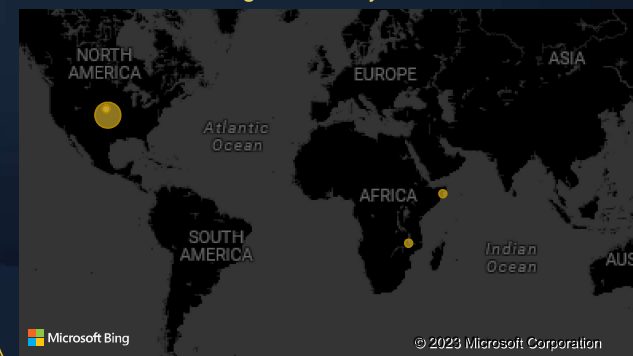 NORTH
AMERICA
EUROPE
ASIA
Atlantic
Ocean
AFRICA
SOUTH
AMERICA
Indian
Ocean
AUS
Microsoft Bing
© 2023 Microsoft Corporation